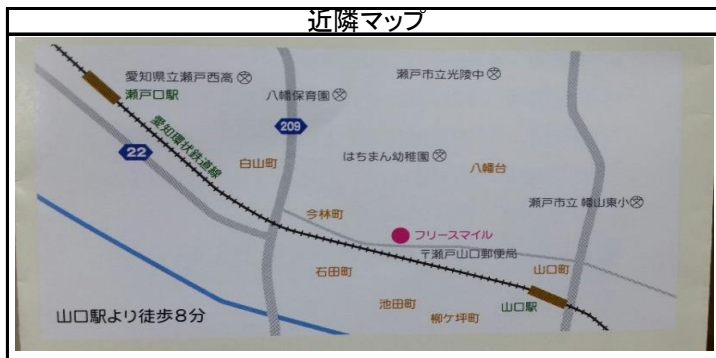 近隣マップ
愛知県立瀬戸西高
瀬戸口駅
八幡保育園
瀬戸市立光陵中
209
22
愛知環状鉄道線
白山町
はちまん幼稚園
八幡台
瀬戸市立 幡山東小
今林町
フリースマイル
〒瀬戸山口郵便局
石田町
山口町
池田町
山口駅
柳ケ坪町
山口駅より徒歩8分